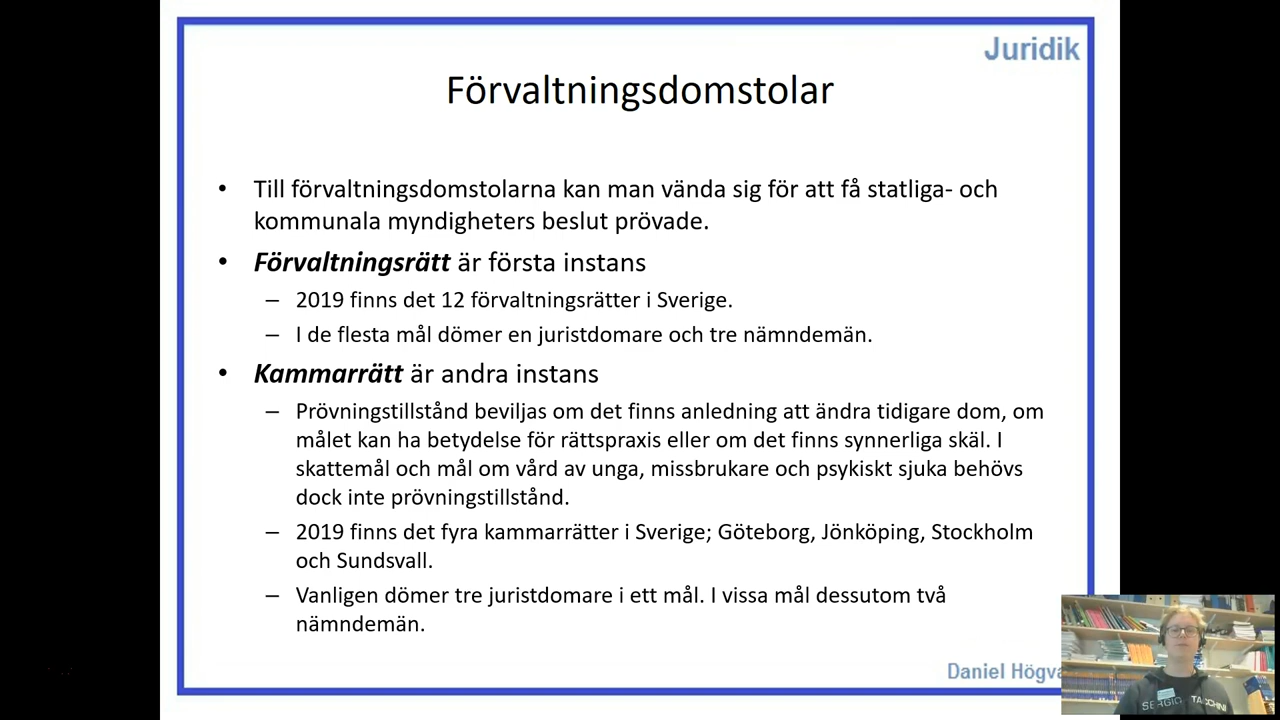 Juridik
Förvaltningsdomstolar
• Till förvaltningsdomstolarna kan man vända sig för att få statliga- och
kommunala myndigheters beslut prövade.
• Förvaltningsrätt är första instans
– 2019 finns det 12 förvaltningsrätter i Sverige.
– I de flesta mål dömer en juristdomare och tre nämndemän.
• Kammarrätt är andra instans
– Prövningstillstånd beviljas om det finns anledning att ändra tidigare dom, om
målet kan ha betydelse för rättspraxis eller om det finns synnerliga skäl. I
skattemål och mål om vård av unga, missbrukare och psykiskt sjuka behövs
dock inte prövningstillstånd.
– 2019 finns det fyra kammarrätter i Sverige; Göteborg, Jönköping, Stockholm
och Sundsvall.
– Vanligen dömer tre juristdomare i ett mål. I vissa mål dessutom två
nämndemän.
Daniel
SERGIO TACCHINI